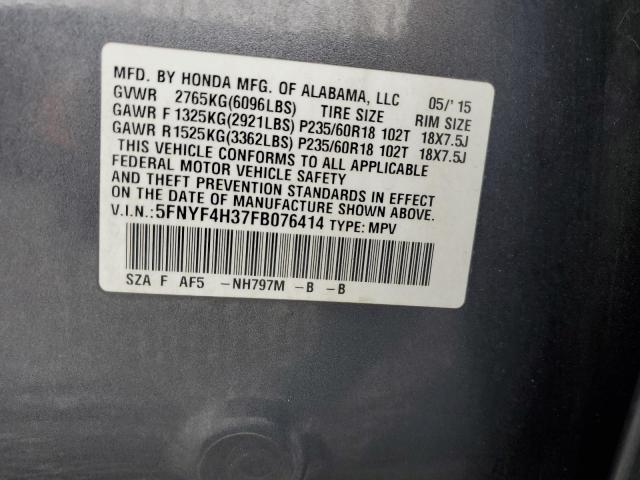 MFD. BY HONDA MFG. OF ALABAMA, LLC 05/'15
GVWR 2765KG(6096LBS) TIRE SIZE RIM SIZE
GAWR F 1325KG(2921LBS) P235/60R18 102T 18X7.5J
GAWR R 1525KG(3362LBS) P235/60R18 102T 18X7.5J
THIS VEHICLE CONFORMS TO ALL APPLICABLE
FEDERAL MOTOR VEHICLE SAFETY
AND THEFT PREVENTION STANDARDS IN EFFECT
ON THE DATE OF MANUFACTURE SHOWN ABOVE.
V.I.N.:5FNYF4H37FB076414 TYPE: MPV
SZA F AF5 -NH797M -B -B